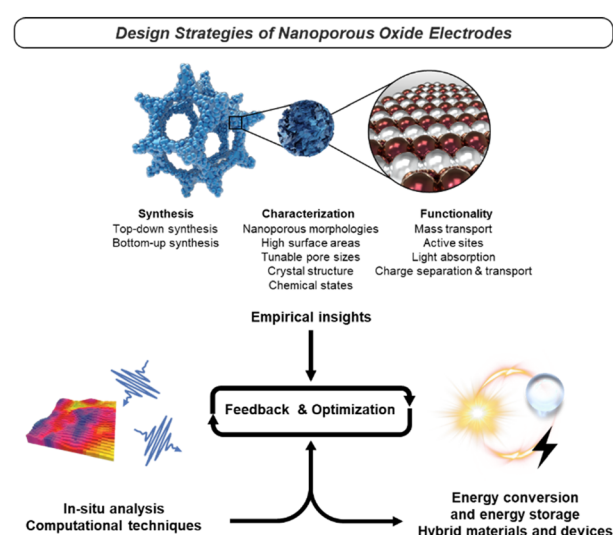 Design Strategies of Nanoporous Oxide Electrodes
Synthesis
Top-down synthesis
Bottom-up synthesis
Characterization
Nanoporous morphologies
High surface areas
Tunable pore sizes
Crystal structure
Chemical states
Functionality
Mass transport
Active sites
Light absorption
Charge separation & transport
Empirical insights
Feedback & Optimization
In-situ analysis
Computational techniques
Energy conversion
and energy storage
Hybrid materials and devices